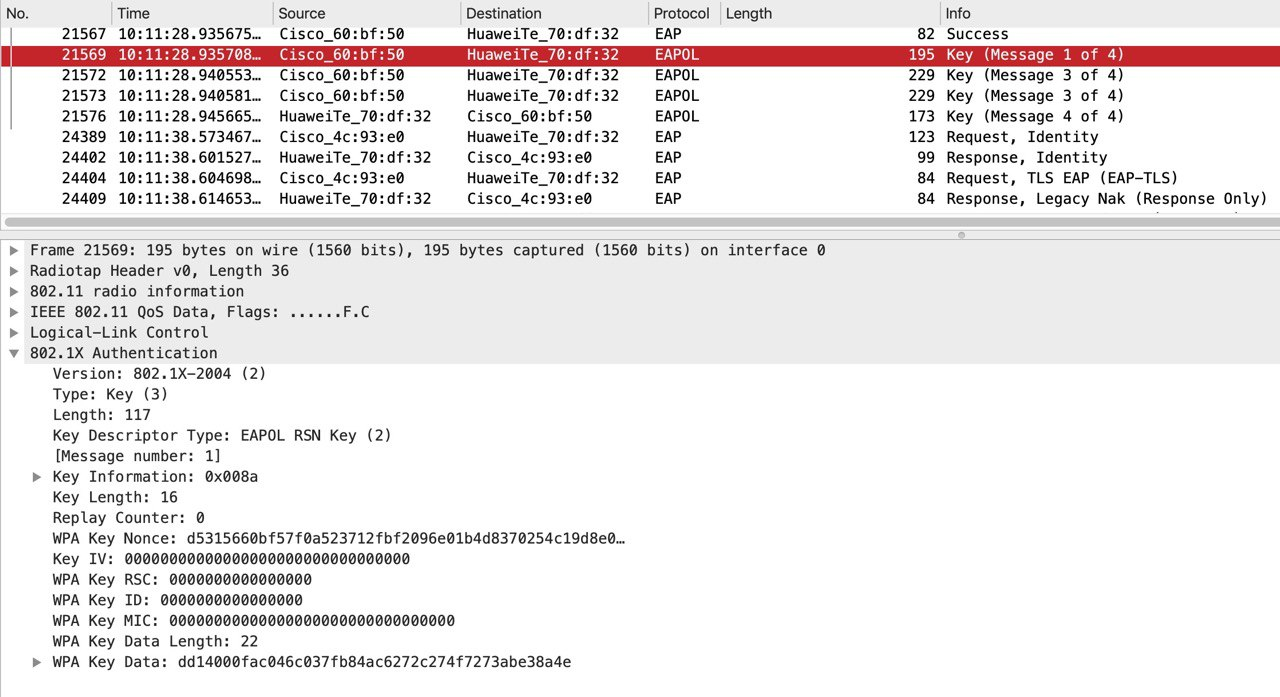 No. Time Source Destination Protocol Length Info
21567 10:11:28.935675… Cisco_60:bf:50 HuaweiTe_70:df:32 EAP 82 Success
21569 10:11:28.935708… Cisco_60:bf:50 HuaweiTe_70:df:32 EAPOL 195 Key (Message 1 of 4)
21572 10:11:28.940553… Cisco_60:bf:50 HuaweiTe_70:df:32 EAPOL 229 Key (Message 3 of 4)
21573 10:11:28.940581… Cisco_60:bf:50 HuaweiTe_70:df:32 EAPOL 229 Key (Message 3 of 4)
21576 10:11:28.945665… HuaweiTe_70:df:32 Cisco_60:bf:50 EAPOL 173 Key (Message 4 of 4)
24389 10:11:38.573467… Cisco_4c:93:e0 HuaweiTe_70:df:32 EAP 123 Request, Identity
24402 10:11:38.601527… HuaweiTe_70:df:32 Cisco_4c:93:e0 EAP 99 Response, Identity
24404 10:11:38.604698… Cisco_4c:93:e0 HuaweiTe_70:df:32 EAP 84 Request, TLS EAP (EAP-TLS)
24409 10:11:38.614653… HuaweiTe_70:df:32 Cisco_4c:93:e0 EAP 84 Response, Legacy Nak (Response Only)
Frame 21569: 195 bytes on wire (1560 bits), 195 bytes captured (1560 bits) on interface 0
Radiotap Header v0, Length 36
802.11 radio information
IEEE 802.11 QoS Data, Flags: ......F.C
Logical-Link Control
802.1X Authentication
Version: 802.1X-2004 (2)
Type: Key (3)
Length: 117
Key Descriptor Type: EAPOL RSN Key (2)
[Message number: 1]
Key Information: 0x008a
Key Length: 16
Replay Counter: 0
WPA Key Nonce: d5315660bf57f0a523712fbf2096e01b4d8370254c19d8e0…
Key IV: 00000000000000000000000000000000
WPA Key RSC: 0000000000000000
WPA Key ID: 0000000000000000
WPA Key MIC: 00000000000000000000000000000000
WPA Key Data Length: 22
WPA Key Data: dd14000fac046c037fb84ac6272c274f7273abe38a4e